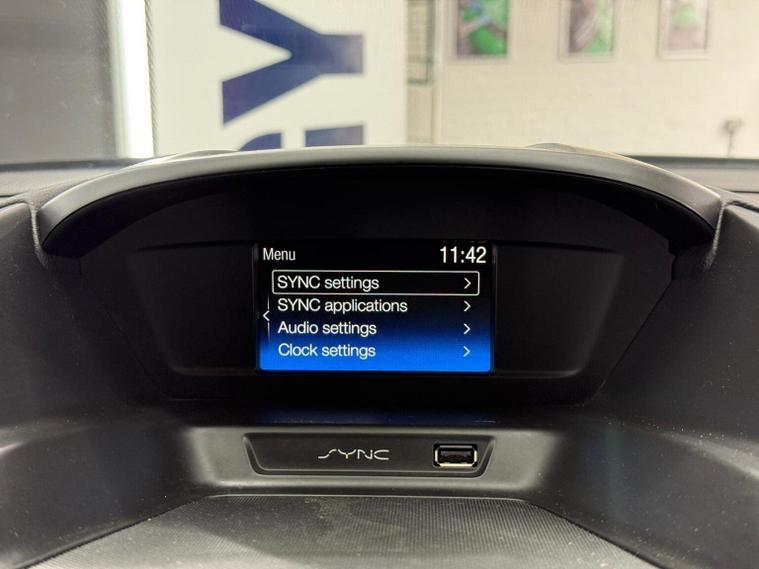 Menu 11:42
SYNC settings
SYNC applications
Audio settings
Clock settings
SYNC